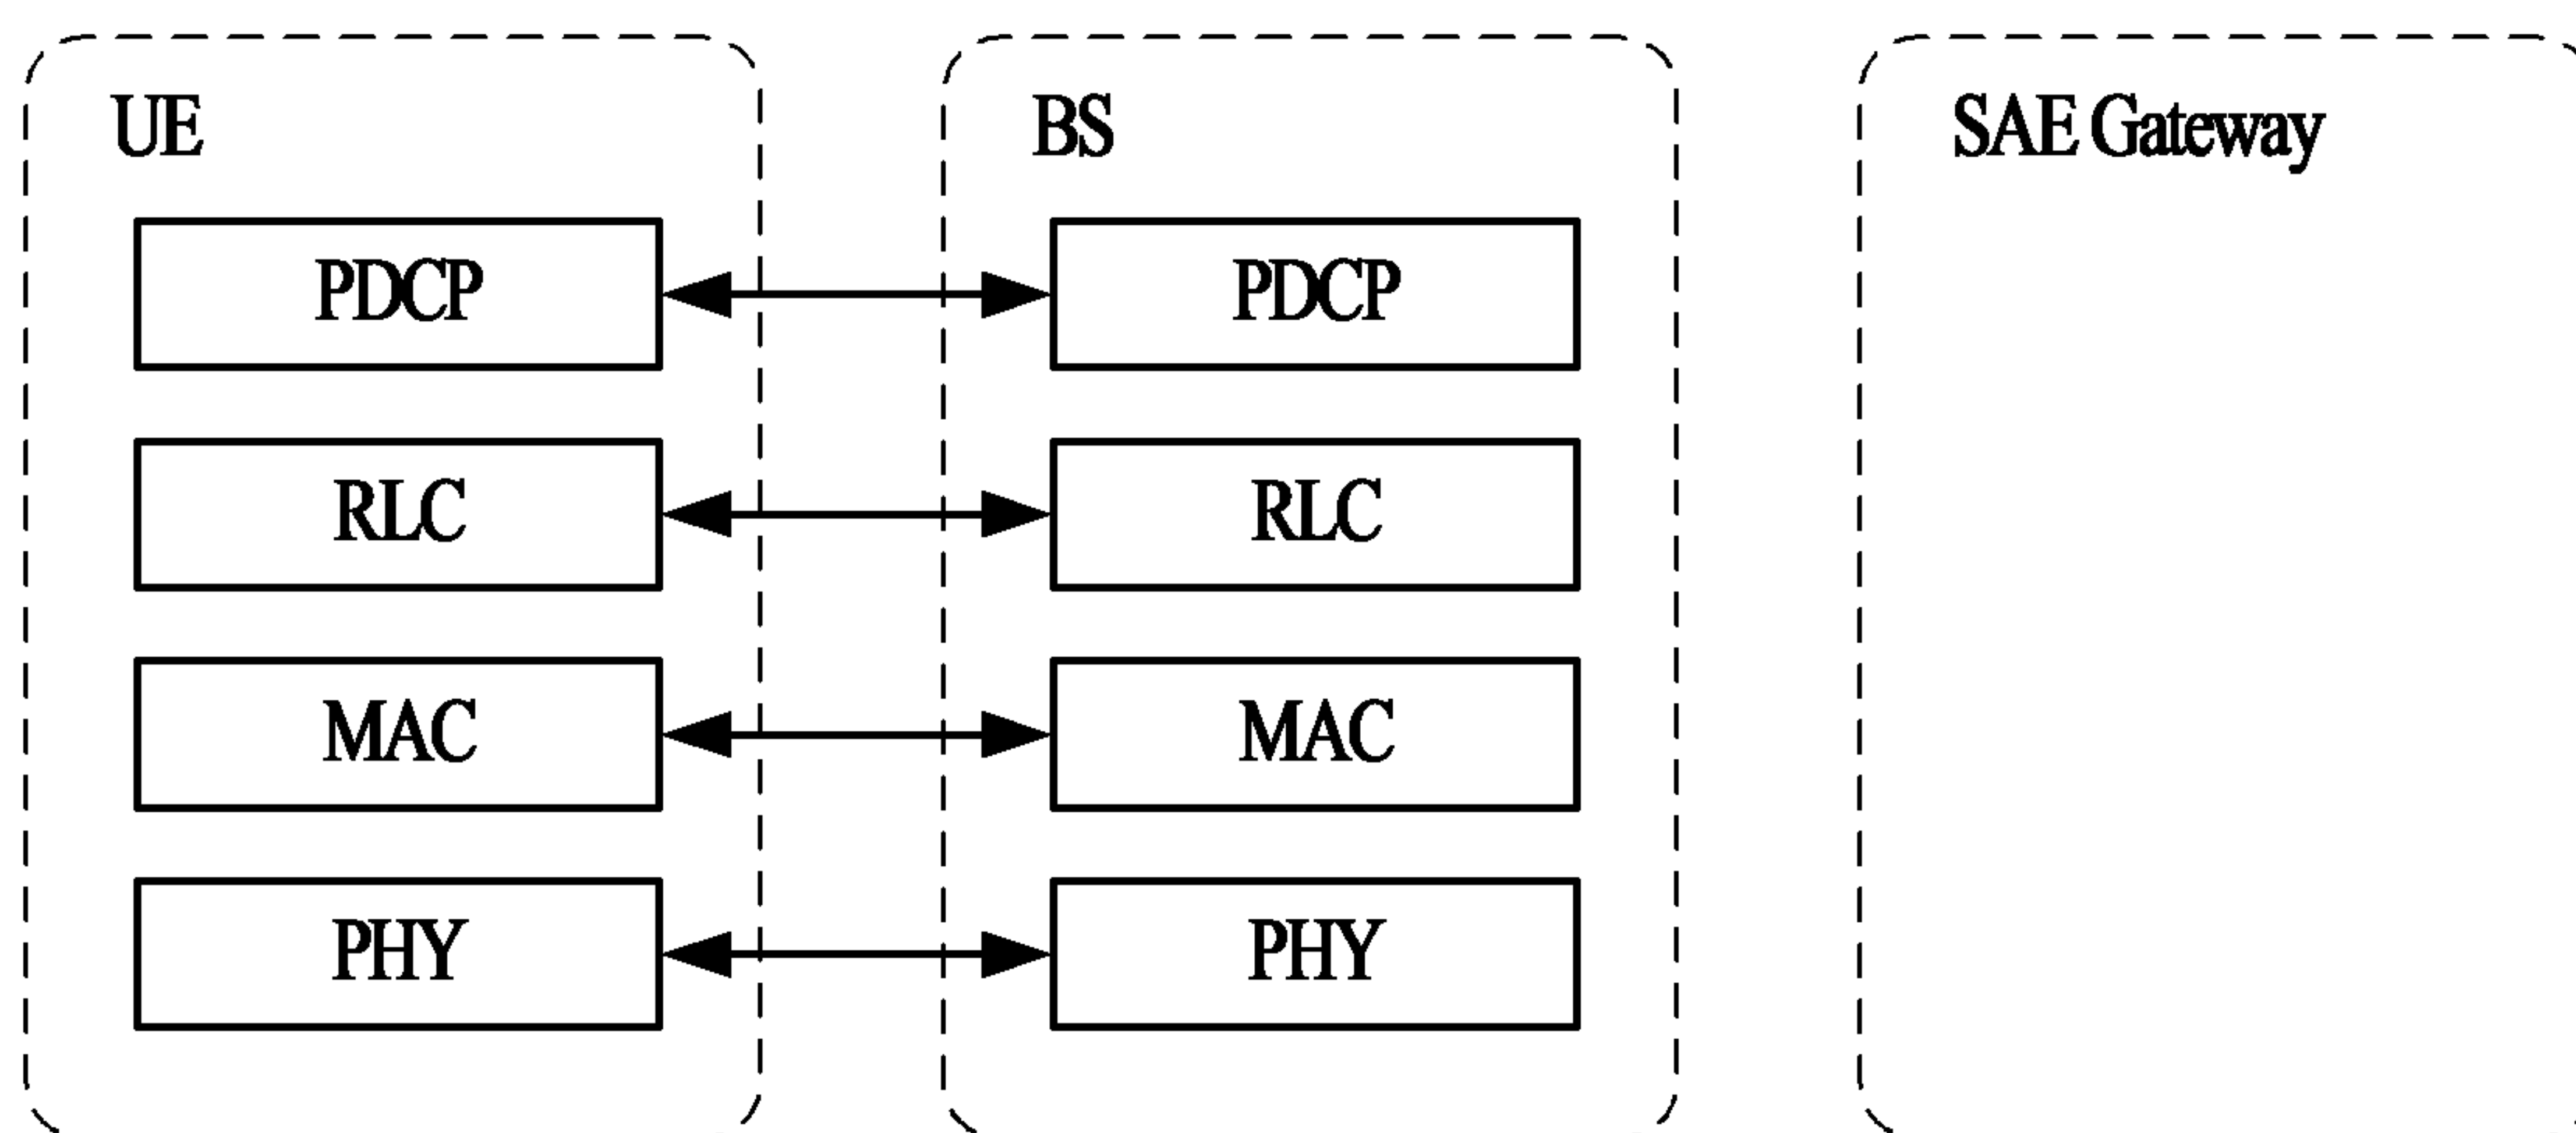 UE
BS
SAE Gateway
PDCP
PDCP
RLC
RLC
MAC
MAC
PHY
PHY